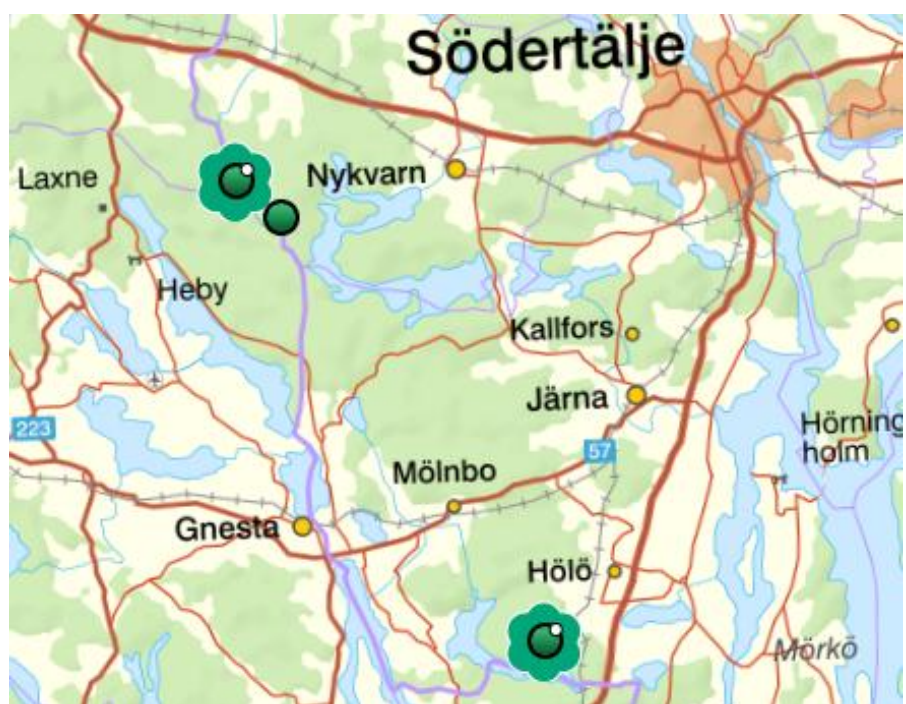 Södertälje
Laxne
Nykvarn
Heby
Kallfors
Järna
223
Hörning
holm
57
Mölnbo
Gnesta
Hölö
Mörkö